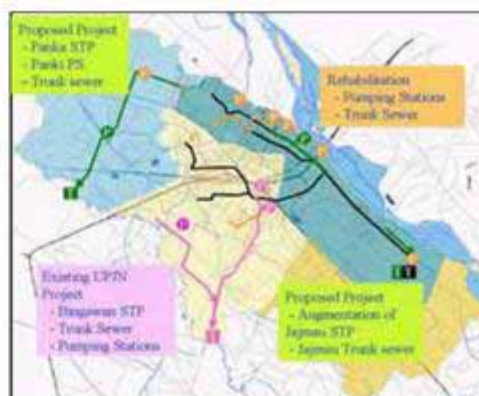 Proposed Project
- Panka STP
- Panki PS
- Trunk sewer
Rehabilitation
- Pumping Stations
- Trunk Sewer
Existing UPJN
Project
- Bingawan STP
- Trunk Sewer
- Pumping Stations
Proposed Project
- Augmentation of
Jajmau STP
- Jajmau Trunk sewer